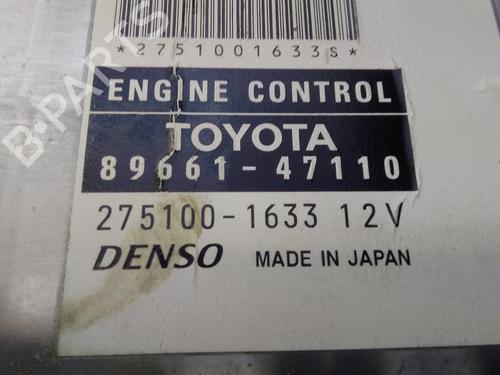 *2751001633S*
ENGINE CONTROL
TOYOTA
89661-47110
275100-1633 12V
DENSO MADE IN JAPAN
B-PARTS